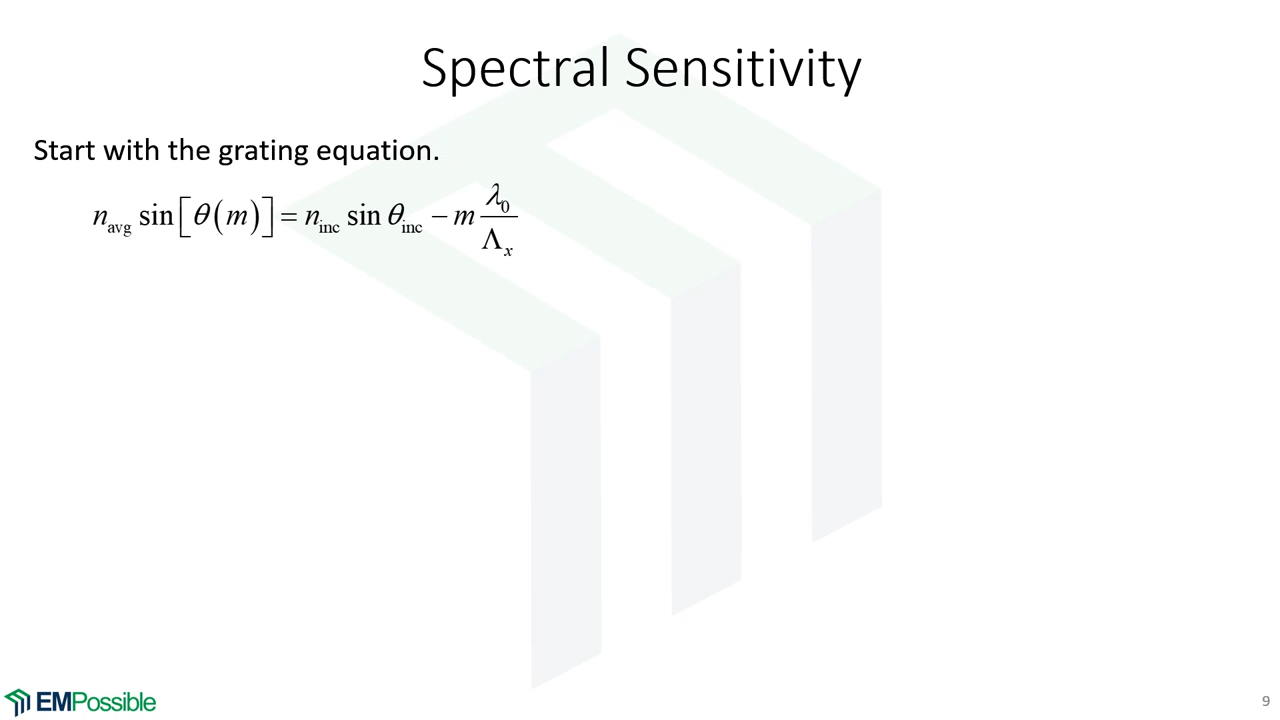 Spectral Sensitivity
Start with the grating equation.
n_avg sin[θ(m)] = n_inc sin θ_inc − m λ_0/Λ_x
EMPossible
9